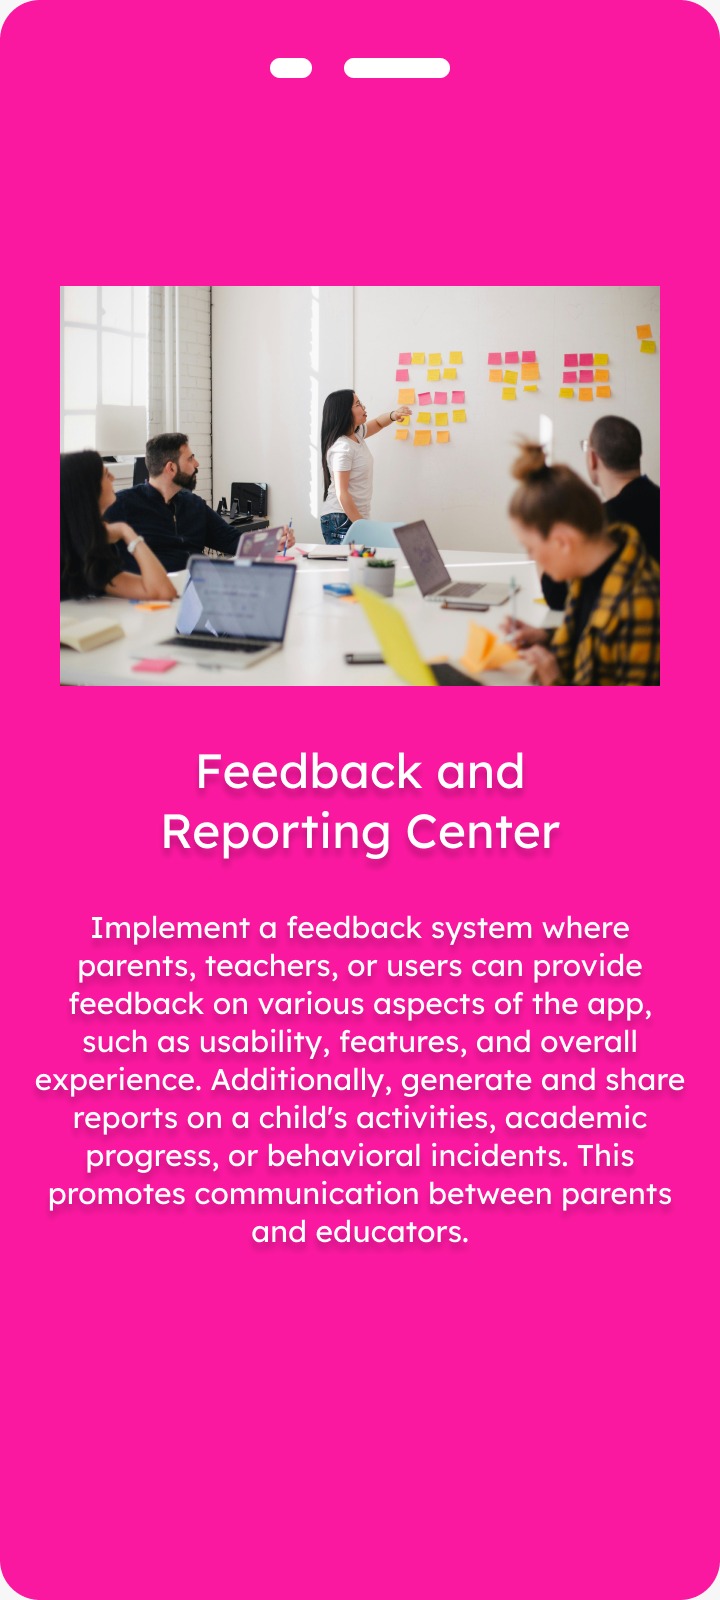 Feedback and
Reporting Center
Implement a feedback system where
parents, teachers, or users can provide
feedback on various aspects of the app,
such as usability, features, and overall
experience. Additionally, generate and share
reports on a child's activities, academic
progress, or behavioral incidents. This
promotes communication between parents
and educators.